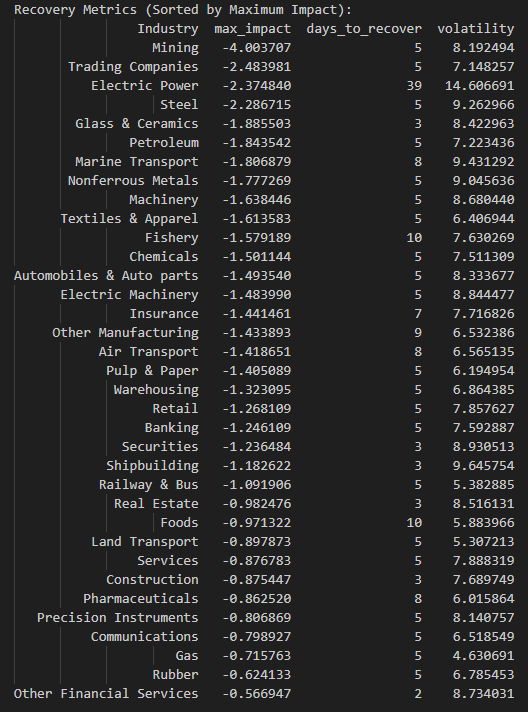 Recovery Metrics (Sorted by Maximum Impact):
Industry max_impact days_to_recover volatility
Mining -4.003707 5 8.192494
Trading Companies -2.483981 5 7.148257
Electric Power -2.374840 39 14.606691
Steel -2.286715 5 9.262966
Glass & Ceramics -1.885503 3 8.422963
Petroleum -1.843542 5 7.223436
Marine Transport -1.806879 8 9.431292
Nonferrous Metals -1.777269 5 9.045636
Machinery -1.638446 5 8.680440
Textiles & Apparel -1.613583 5 6.406944
Fishery -1.579189 10 7.630269
Chemicals -1.501144 5 7.511309
Automobiles & Auto parts -1.493540 5 8.333677
Electric Machinery -1.483990 5 8.844477
Insurance -1.441461 7 7.716826
Other Manufacturing -1.433893 9 6.532386
Air Transport -1.418651 8 6.565135
Pulp & Paper -1.405089 5 6.194954
Warehousing -1.323095 5 6.864385
Retail -1.268109 5 7.857627
Banking -1.246109 5 7.592887
Securities -1.236484 3 8.930513
Shipbuilding -1.182622 3 9.645754
Railway & Bus -1.091906 5 5.382885
Real Estate -0.982476 3 8.516131
Foods -0.971322 10 5.883966
Land Transport -0.897873 5 5.307213
Services -0.876783 5 7.888319
Construction -0.875447 3 7.689749
Pharmaceuticals -0.862520 8 6.015864
Precision Instruments -0.806869 5 8.140757
Communications -0.798927 5 6.518549
Gas -0.715763 5 4.630691
Rubber -0.624133 5 6.785453
Other Financial Services -0.566947 2 8.734031